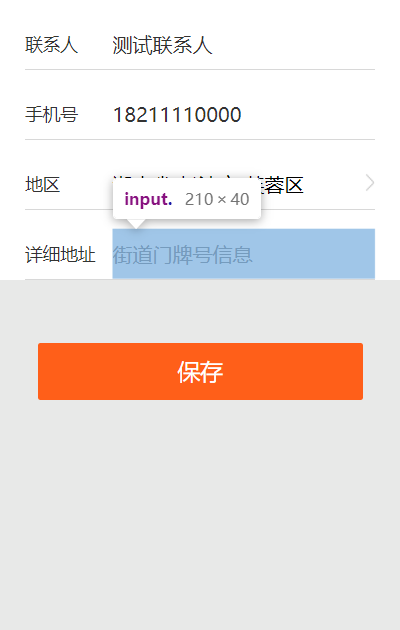 联系人 测试联系人
手机号 18211110000
地区 芙蓉区
input. 210 × 40
详细地址 街道门牌号信息
保存